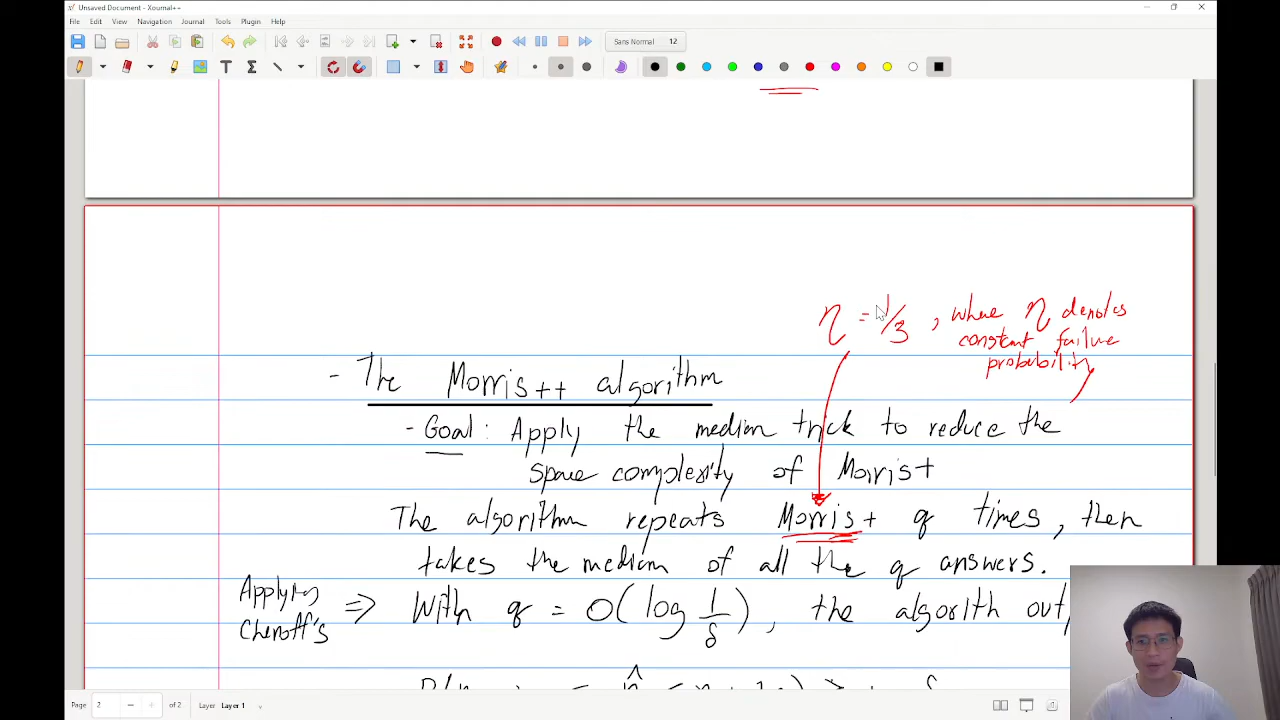 Unsaved Document - Xournal++
File Edit View Navigation Journal Tools Plugin Help
Sans Normal 12
η = 1/3, where η denotes
constant failure
probability
- The Morris++ algorithm
- Goal: Apply the median trick to reduce the
space complexity of Morris+
The algorithm repeats Morris+ q times, then
takes the median of all the q answers.
Applying
Chernoff's
⇒ With q = O(log 1/δ), the algorith out
Page 2 of 2 Layer Layer 1